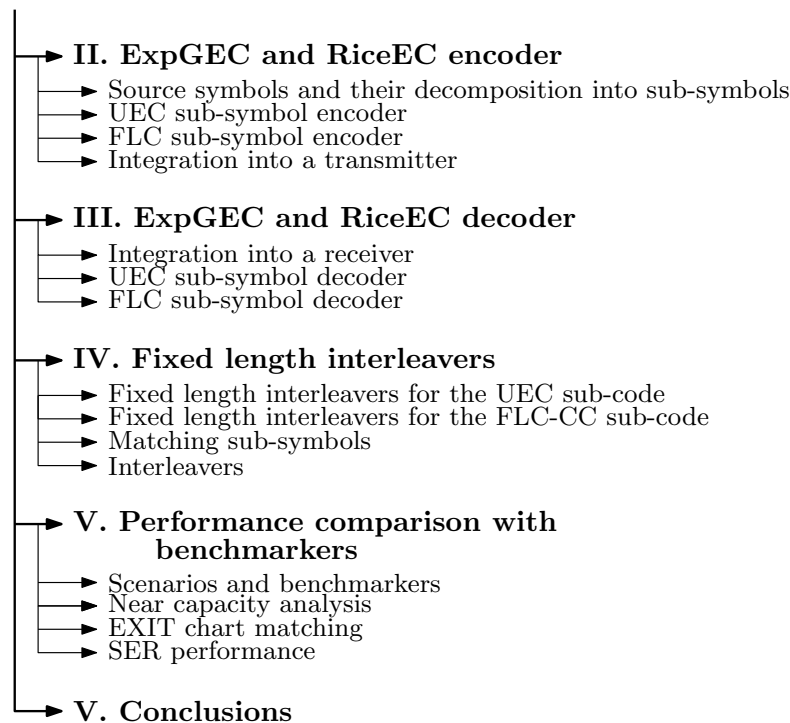 II. ExpGEC and RiceEC encoder
Source symbols and their decomposition into sub-symbols
UEC sub-symbol encoder
FLC sub-symbol encoder
Integration into a transmitter
III. ExpGEC and RiceEC decoder
Integration into a receiver
UEC sub-symbol decoder
FLC sub-symbol decoder
IV. Fixed length interleavers
Fixed length interleavers for the UEC sub-code
Fixed length interleavers for the FLC-CC sub-code
Matching sub-symbols
Interleavers
V. Performance comparison with
benchmarkers
Scenarios and benchmarkers
Near capacity analysis
EXIT chart matching
SER performance
V. Conclusions